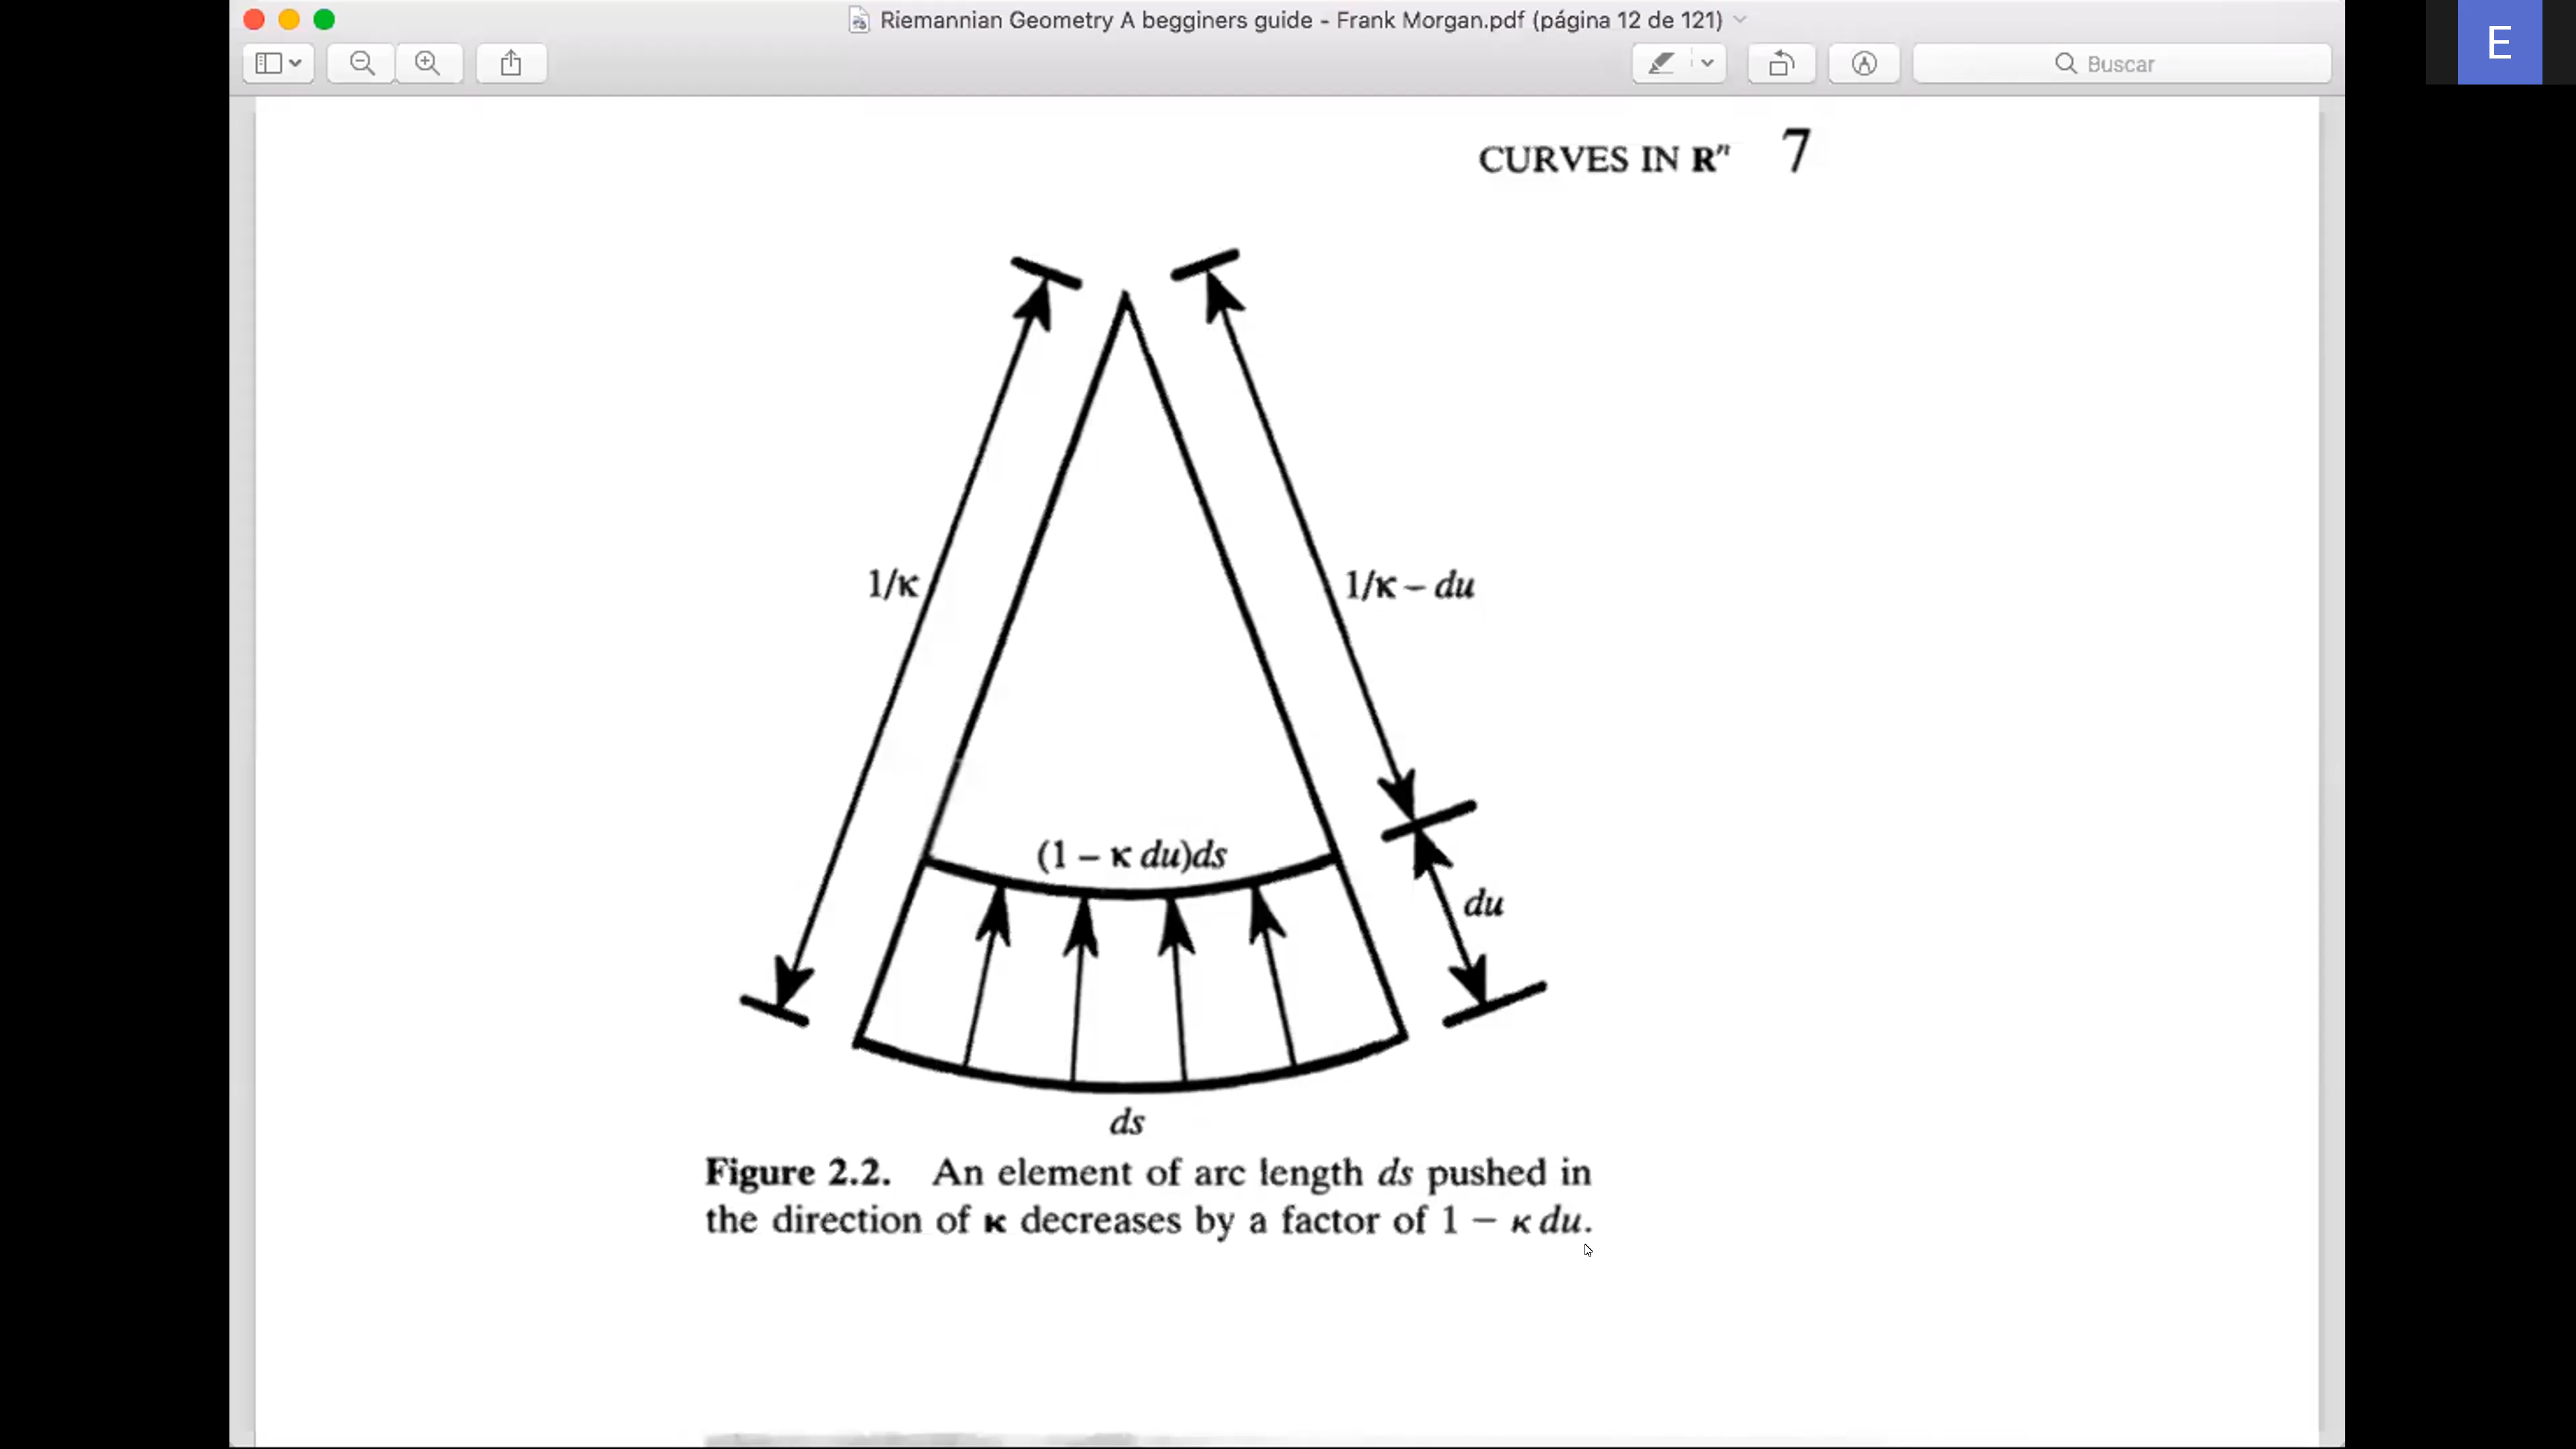 Riemannian Geometry A begginers guide - Frank Morgan.pdf (página 12 de 121)
E
Buscar
CURVES IN Rⁿ 7
1/κ
1/κ – du
(1 – κ du)ds
du
ds
Figure 2.2. An element of arc length ds pushed in
the direction of κ decreases by a factor of 1 – κ du.